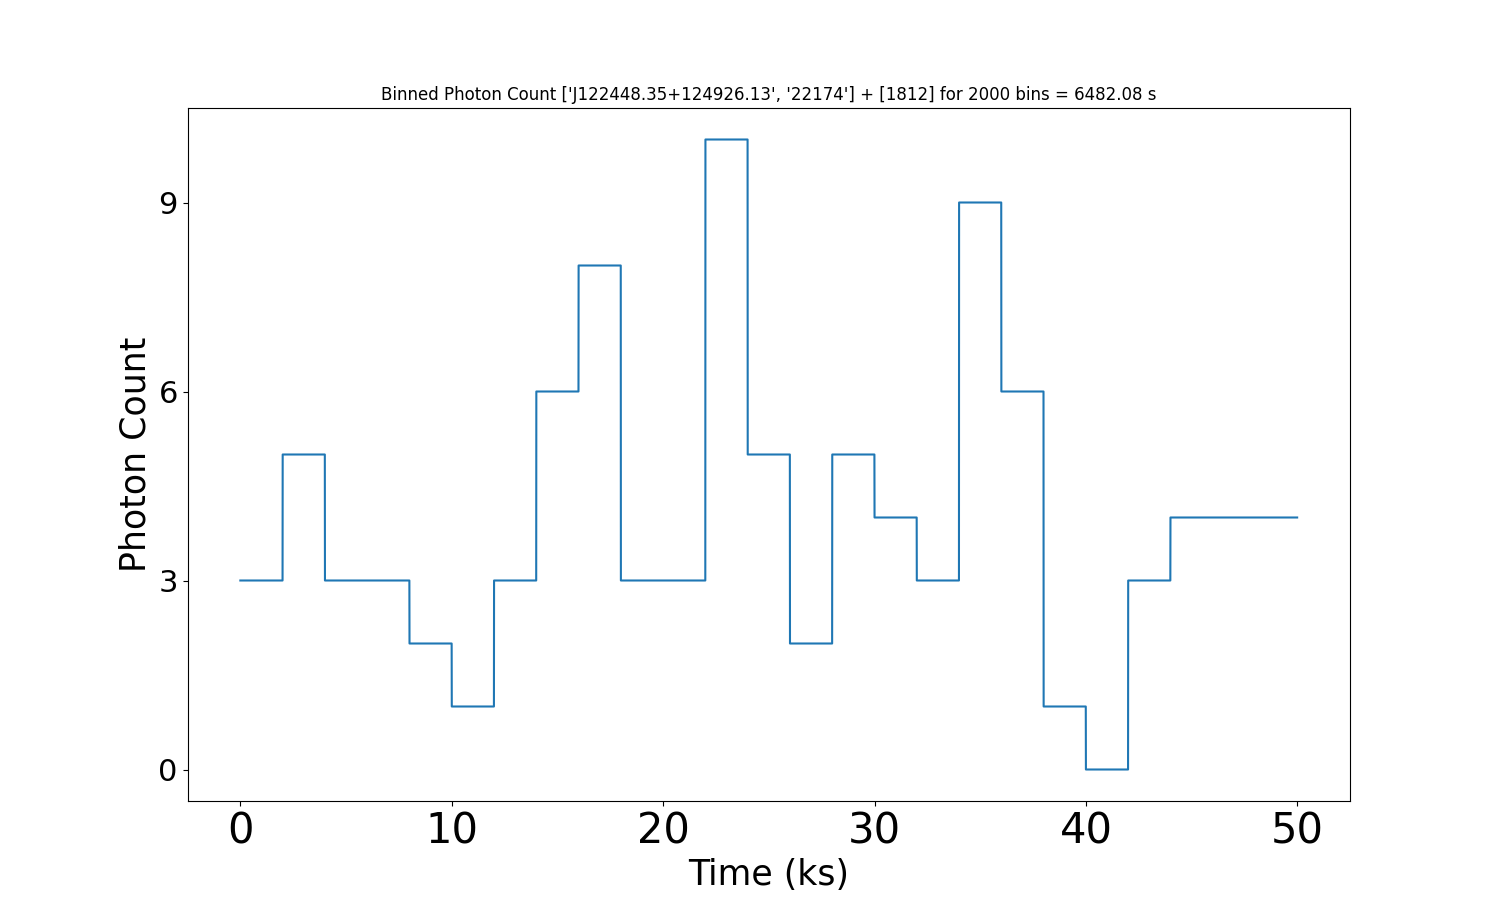 Binned Photon Count ['J122448.35+124926.13', '22174'] + [1812] for 2000 bins = 6482.08 s
9
6
3
0
Photon Count
0 10 20 30 40 50
Time (ks)